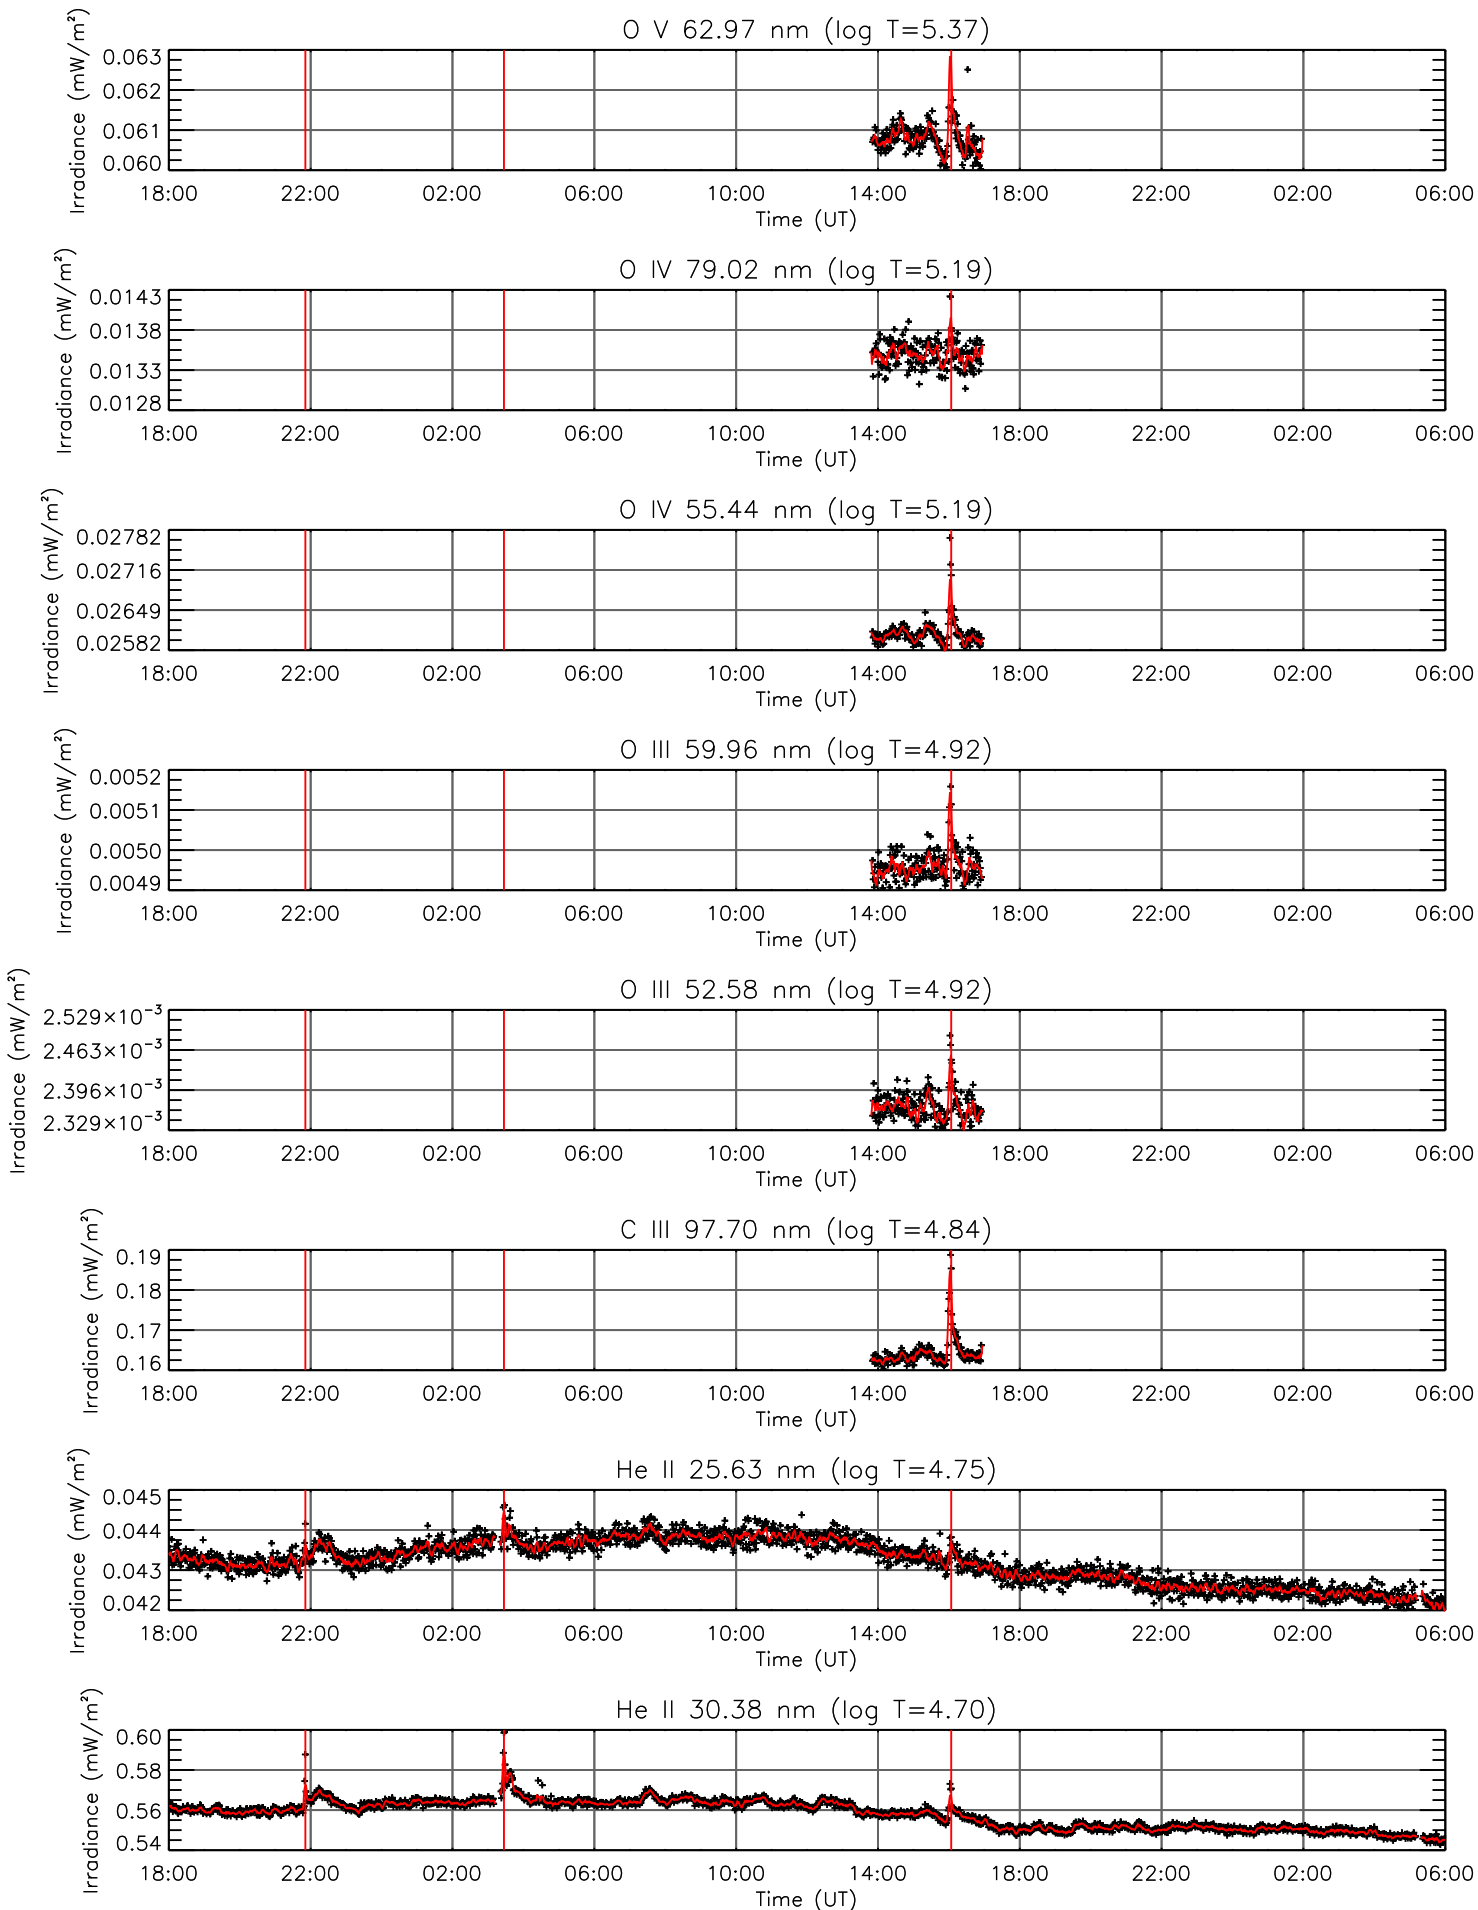 O V 62.97 nm (log T=5.37)
Irradiance (mW/m²)
0.063
0.062
0.061
0.060
18:00 22:00 02:00 06:00 10:00 14:00 18:00 22:00 02:00 06:00
Time (UT)
O IV 79.02 nm (log T=5.19)
Irradiance (mW/m²)
0.0143
0.0138
0.0133
0.0128
18:00 22:00 02:00 06:00 10:00 14:00 18:00 22:00 02:00 06:00
Time (UT)
O IV 55.44 nm (log T=5.19)
Irradiance (mW/m²)
0.02782
0.02716
0.02649
0.02582
18:00 22:00 02:00 06:00 10:00 14:00 18:00 22:00 02:00 06:00
Time (UT)
O III 59.96 nm (log T=4.92)
Irradiance (mW/m²)
0.0052
0.0051
0.0050
0.0049
18:00 22:00 02:00 06:00 10:00 14:00 18:00 22:00 02:00 06:00
Time (UT)
O III 52.58 nm (log T=4.92)
Irradiance (mW/m²)
2.529×10⁻³
2.463×10⁻³
2.396×10⁻³
2.329×10⁻³
18:00 22:00 02:00 06:00 10:00 14:00 18:00 22:00 02:00 06:00
Time (UT)
C III 97.70 nm (log T=4.84)
Irradiance (mW/m²)
0.19
0.18
0.17
0.16
18:00 22:00 02:00 06:00 10:00 14:00 18:00 22:00 02:00 06:00
Time (UT)
He II 25.63 nm (log T=4.75)
Irradiance (mW/m²)
0.045
0.044
0.043
0.042
18:00 22:00 02:00 06:00 10:00 14:00 18:00 22:00 02:00 06:00
Time (UT)
He II 30.38 nm (log T=4.70)
Irradiance (mW/m²)
0.60
0.58
0.56
0.54
18:00 22:00 02:00 06:00 10:00 14:00 18:00 22:00 02:00 06:00
Time (UT)